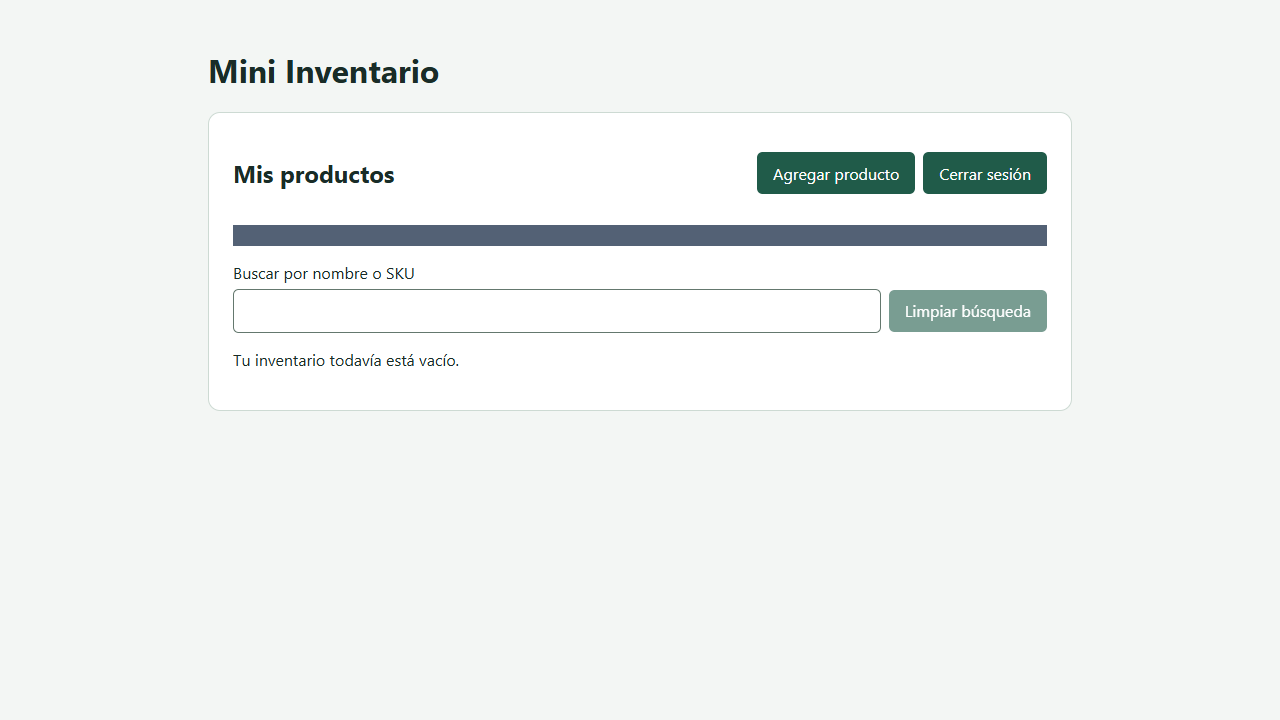 Mini Inventario
Mis productos
Agregar producto
Cerrar sesión
Buscar por nombre o SKU
Limpiar búsqueda
Tu inventario todavía está vacío.